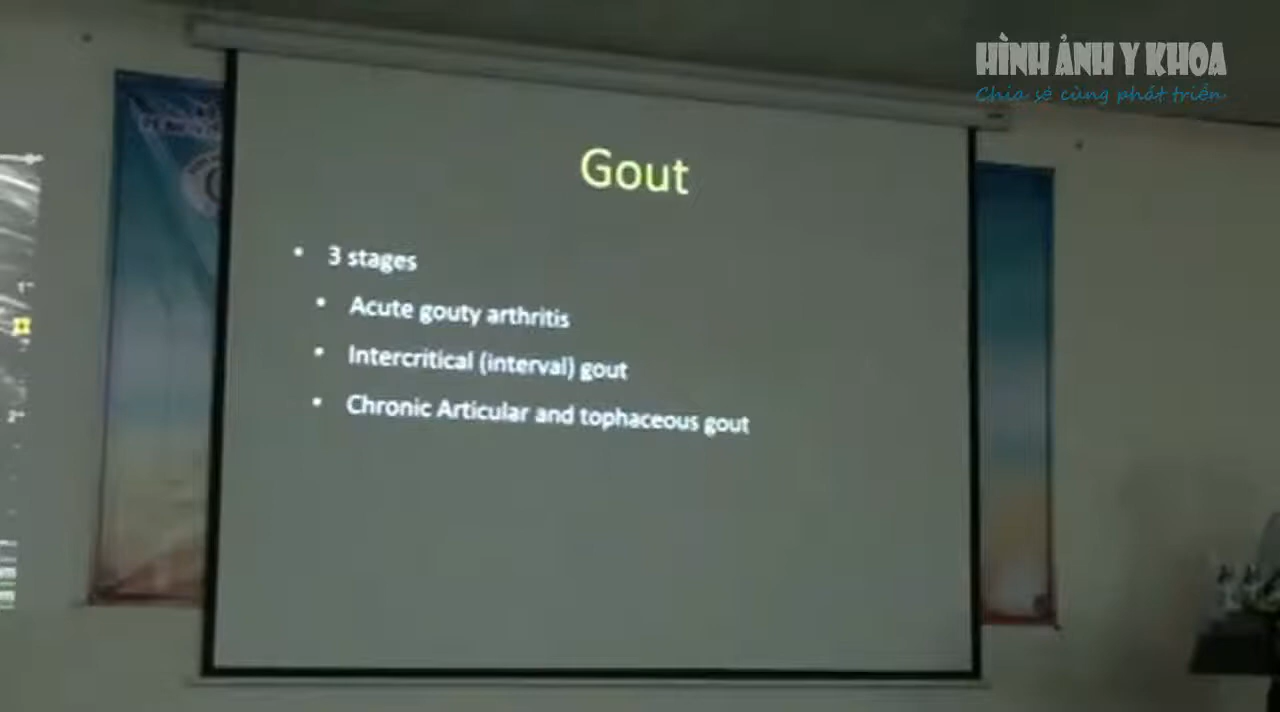 HÌNH ẢNH Y KHOA
Chia sẻ cùng phát triển
Gout
• 3 stages
• Acute gouty arthritis
• Intercritical (interval) gout
• Chronic Articular and tophaceous gout